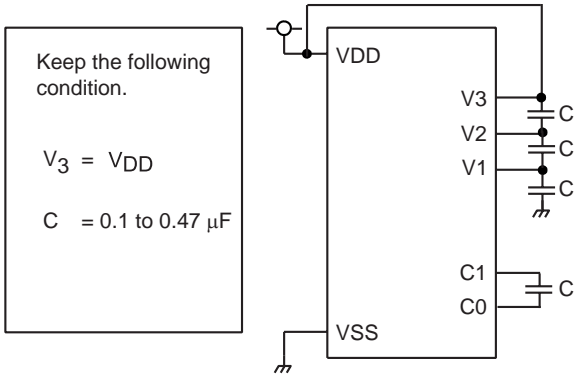 Keep the following
condition.
V3 = VDD
C = 0.1 to 0.47 μF
VDD
V3
C
V2
C
V1
C
C1
C
C0
VSS